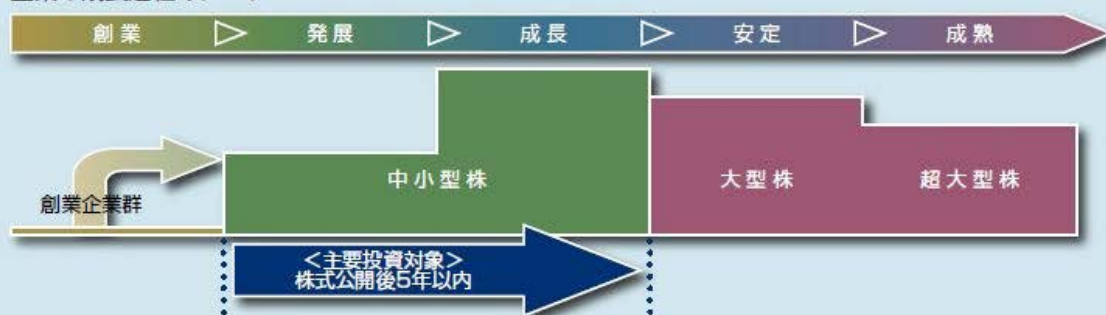 創業 ▷ 発展 ▷ 成長 ▷ 安定 ▷ 成熟
創業企業群
中小型株
大型株
超大型株
＜主要投資対象＞
株式公開後5年以内